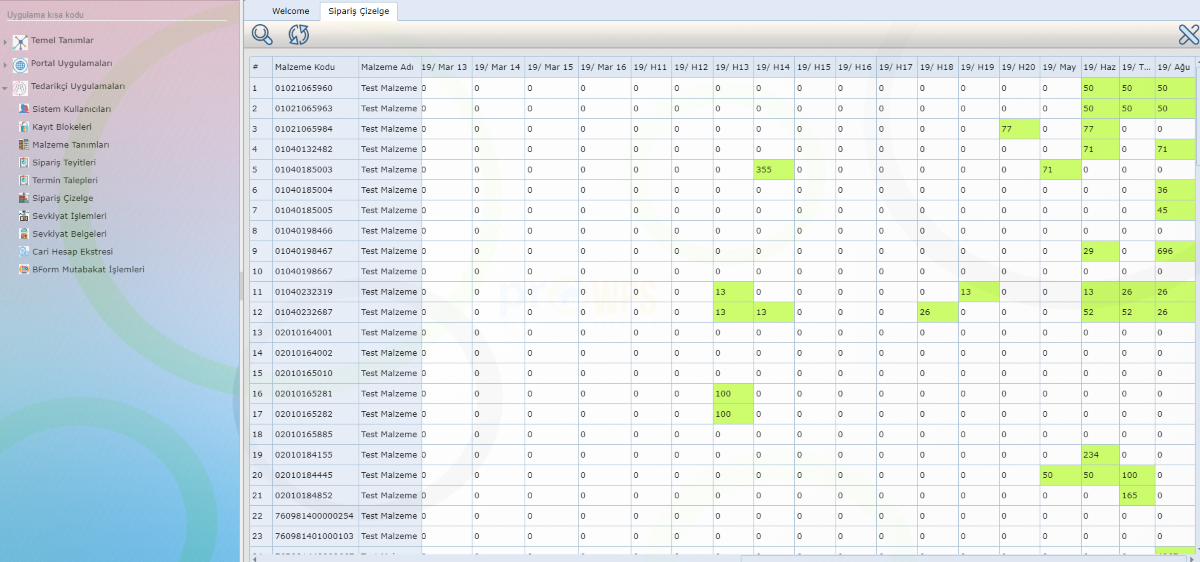 Uygulama kısa kodu
Temel Tanımlar
Portal Uygulamaları
Tedarikçi Uygulamaları
Sistem Kullanıcıları
Kayıt Blokeleri
Malzeme Tanımları
Sipariş Teyitleri
Termin Talepleri
Sipariş Çizelge
Sevkiyat İşlemleri
Sevkiyat Belgeleri
Cari Hesap Ekstresi
BForm Mutabakat İşlemleri
Welcome Sipariş Çizelge
# Malzeme Kodu Malzeme Adı 19/ Mar 13 19/ Mar 14 19/ Mar 15 19/ Mar 16 19/ H11 19/ H12 19/ H13 19/ H14 19/ H15 19/ H16 19/ H17 19/ H18 19/ H19 19/ H20 19/ May 19/ Haz 19/ T... 19/ Ağu
1 01021065960 Test Malzeme 0 0 0 0 0 0 0 0 0 0 0 0 0 0 0 50 50 50
2 01021065963 Test Malzeme 0 0 0 0 0 0 0 0 0 0 0 0 0 0 0 50 50 50
3 01021065984 Test Malzeme 0 0 0 0 0 0 0 0 0 0 0 0 0 77 0 77 0 0
4 01040132482 Test Malzeme 0 0 0 0 0 0 0 0 0 0 0 0 0 0 0 71 0 71
5 01040185003 Test Malzeme 0 0 0 0 0 0 0 355 0 0 0 0 0 0 71 0 0 0
6 01040185004 Test Malzeme 0 0 0 0 0 0 0 0 0 0 0 0 0 0 0 0 0 36
7 01040185005 Test Malzeme 0 0 0 0 0 0 0 0 0 0 0 0 0 0 0 0 0 45
8 01040198466 Test Malzeme 0 0 0 0 0 0 0 0 0 0 0 0 0 0 0 0 0 0
9 01040198467 Test Malzeme 0 0 0 0 0 0 0 0 0 0 0 0 0 0 0 29 0 696
10 01040198667 Test Malzeme 0 0 0 0 0 0 0 0 0 0 0 0 0 0 0 0 0 0
11 01040232319 Test Malzeme 0 0 0 0 0 0 13 0 0 0 0 0 13 0 0 13 26 26
12 01040232687 Test Malzeme 0 0 0 0 0 0 13 13 0 0 0 26 0 0 0 52 52 26
13 02010164001 Test Malzeme 0 0 0 0 0 0 0 0 0 0 0 0 0 0 0 0 0 0
14 02010164002 Test Malzeme 0 0 0 0 0 0 0 0 0 0 0 0 0 0 0 0 0 0
15 02010165010 Test Malzeme 0 0 0 0 0 0 0 0 0 0 0 0 0 0 0 0 0 0
16 02010165281 Test Malzeme 0 0 0 0 0 0 100 0 0 0 0 0 0 0 0 0 0 0
17 02010165282 Test Malzeme 0 0 0 0 0 0 100 0 0 0 0 0 0 0 0 0 0 0
18 02010165885 Test Malzeme 0 0 0 0 0 0 0 0 0 0 0 0 0 0 0 0 0 0
19 02010184155 Test Malzeme 0 0 0 0 0 0 0 0 0 0 0 0 0 0 0 234 0 0
20 02010184445 Test Malzeme 0 0 0 0 0 0 0 0 0 0 0 0 0 0 50 50 100 0
21 02010184852 Test Malzeme 0 0 0 0 0 0 0 0 0 0 0 0 0 0 0 0 165 0
22 760981400000254 Test Malzeme 0 0 0 0 0 0 0 0 0 0 0 0 0 0 0 0 0 0
23 760981401000103 Test Malzeme 0 0 0 0 0 0 0 0 0 0 0 0 0 0 0 0 0 0